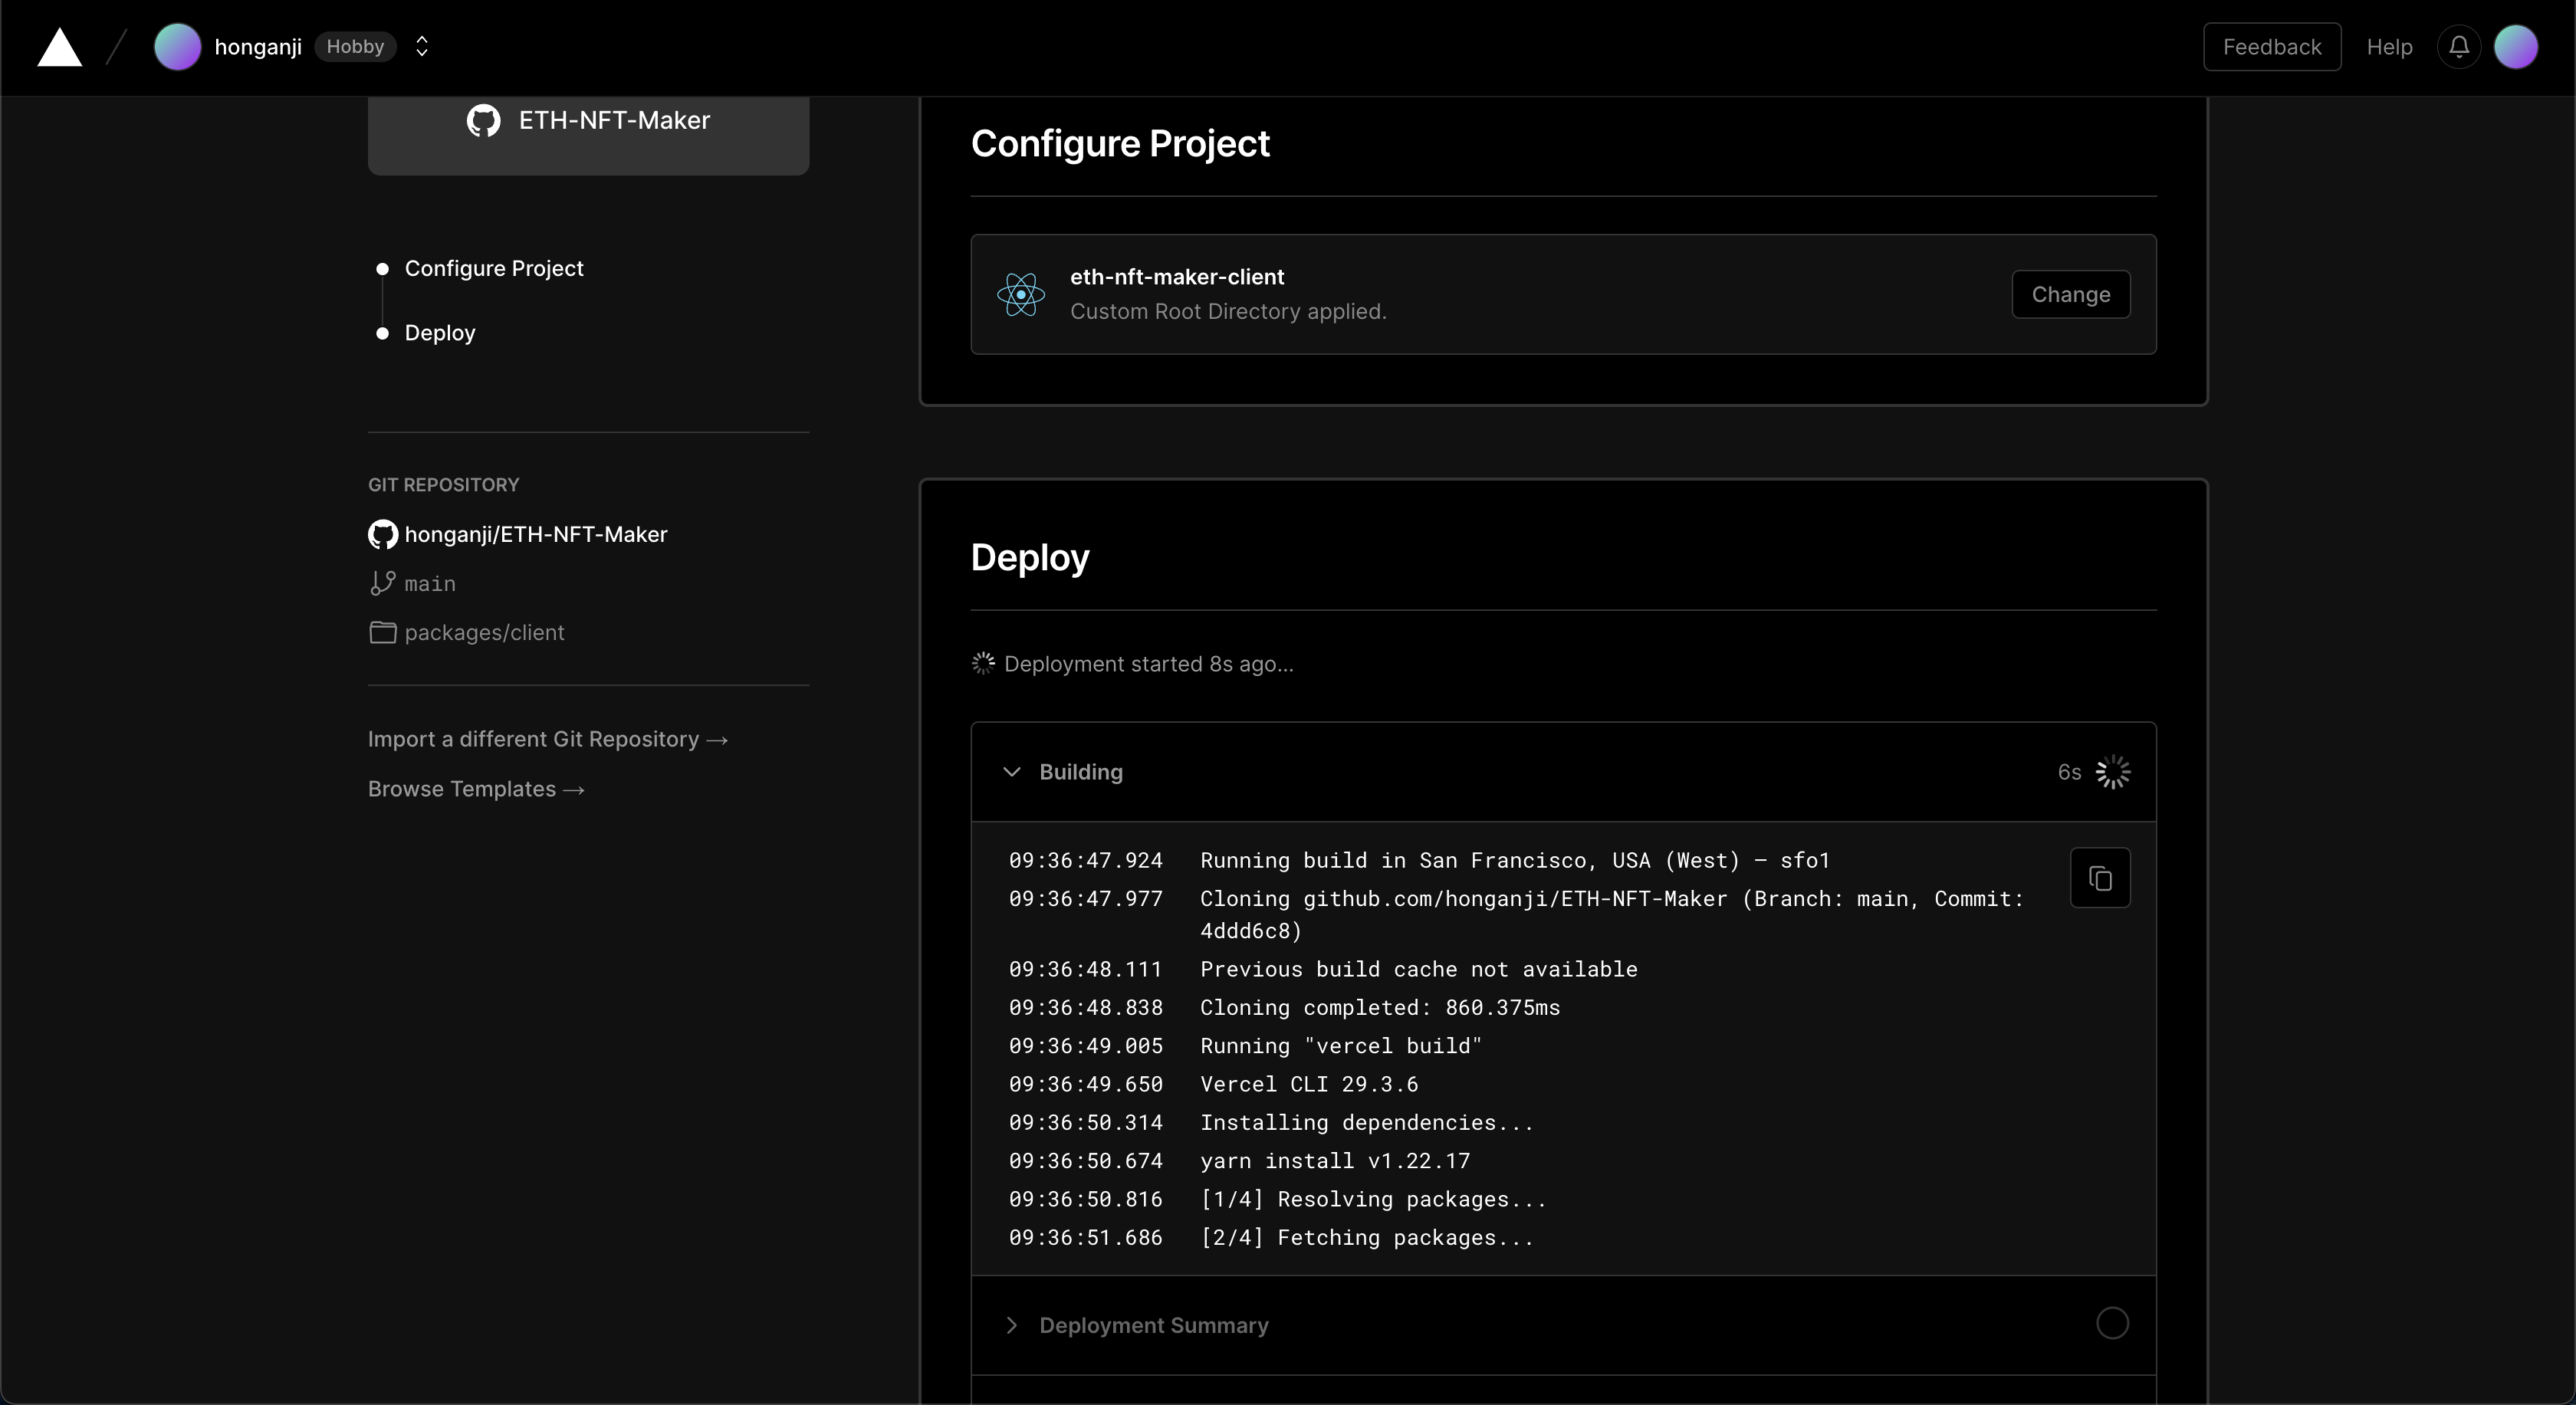 honganji Hobby
Feedback Help
ETH-NFT-Maker
Configure Project
Deploy
GIT REPOSITORY
honganji/ETH-NFT-Maker
main
packages/client
Import a different Git Repository →
Browse Templates →
Configure Project
eth-nft-maker-client
Custom Root Directory applied.
Change
Deploy
Deployment started 8s ago...
Building 6s
09:36:47.924 Running build in San Francisco, USA (West) – sfo1
09:36:47.977 Cloning github.com/honganji/ETH-NFT-Maker (Branch: main, Commit:
4ddd6c8)
09:36:48.111 Previous build cache not available
09:36:48.838 Cloning completed: 860.375ms
09:36:49.005 Running "vercel build"
09:36:49.650 Vercel CLI 29.3.6
09:36:50.314 Installing dependencies...
09:36:50.674 yarn install v1.22.17
09:36:50.816 [1/4] Resolving packages...
09:36:51.686 [2/4] Fetching packages...
Deployment Summary